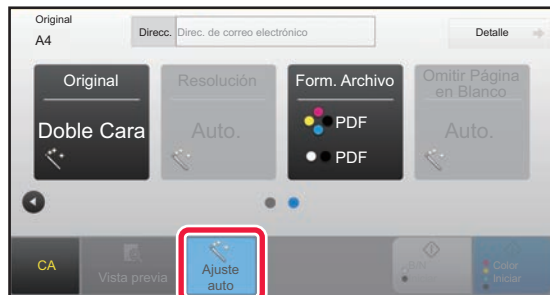 Original
A4
Direcc.
Direc. de correo electrónico
Detalle
Original
Doble Cara
Resolución
Auto.
Form. Archivo
PDF
PDF
Omitir Página
en Blanco
Auto.
CA
Vista previa
Ajuste
auto
Color
Iniciar